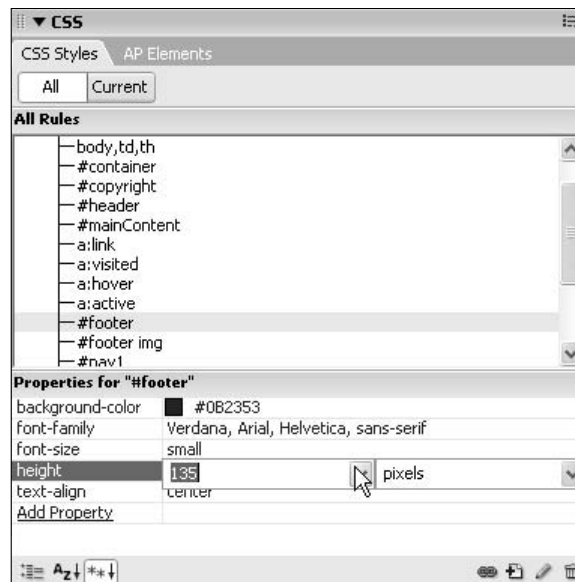 CSS
CSS Styles AP Elements
All Current
All Rules
body,td,th
#container
#copyright
#header
#mainContent
a:link
a:visited
a:hover
a:active
#footer
#footer img
#nav1
Properties for "#footer"
background-color #0B2353
font-family Verdana, Arial, Helvetica, sans-serif
font-size small
height 135 pixels
text-align center
Add Property
AZ↓ **↓